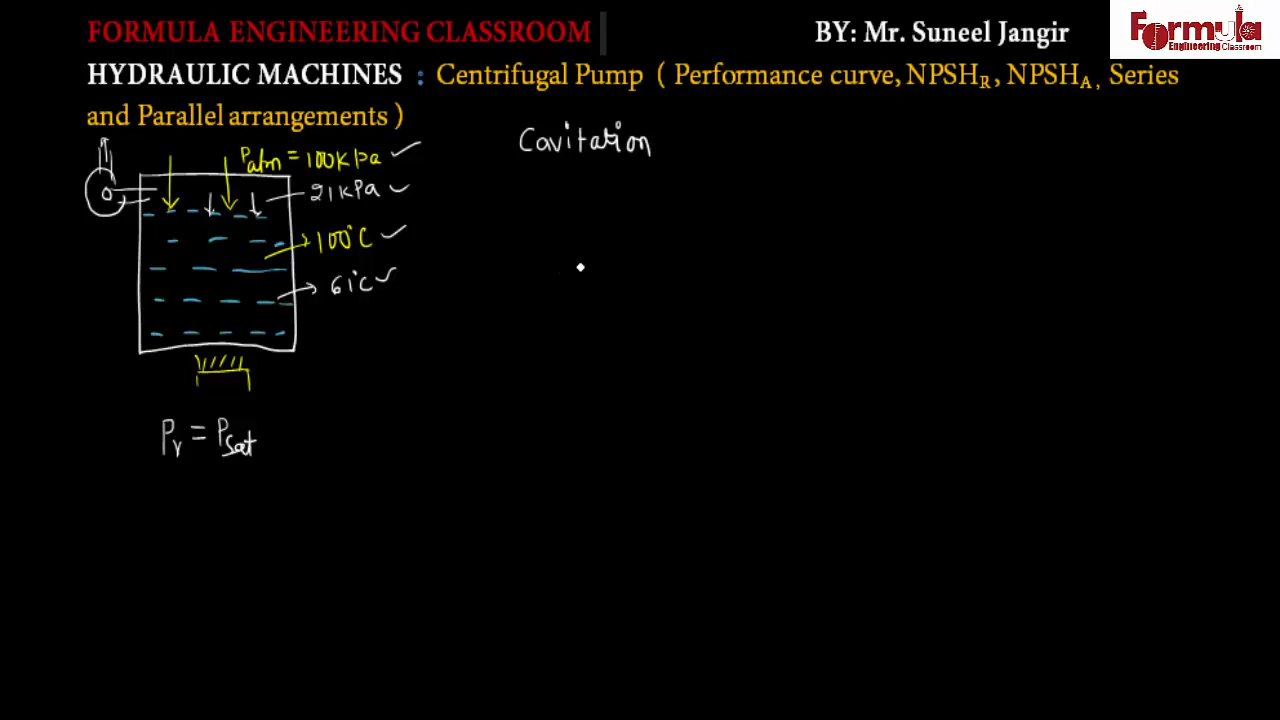 FORMULA ENGINEERING CLASSROOM
BY: Mr. Suneel Jangir
Formula
Engineering Classroom
HYDRAULIC MACHINES : Centrifugal Pump ( Performance curve, NPSHR, NPSHA, Series
and Parallel arrangements )
Cavitation
Patm = 100KPa
21KPa
100°C
61°C
Pv = Psat